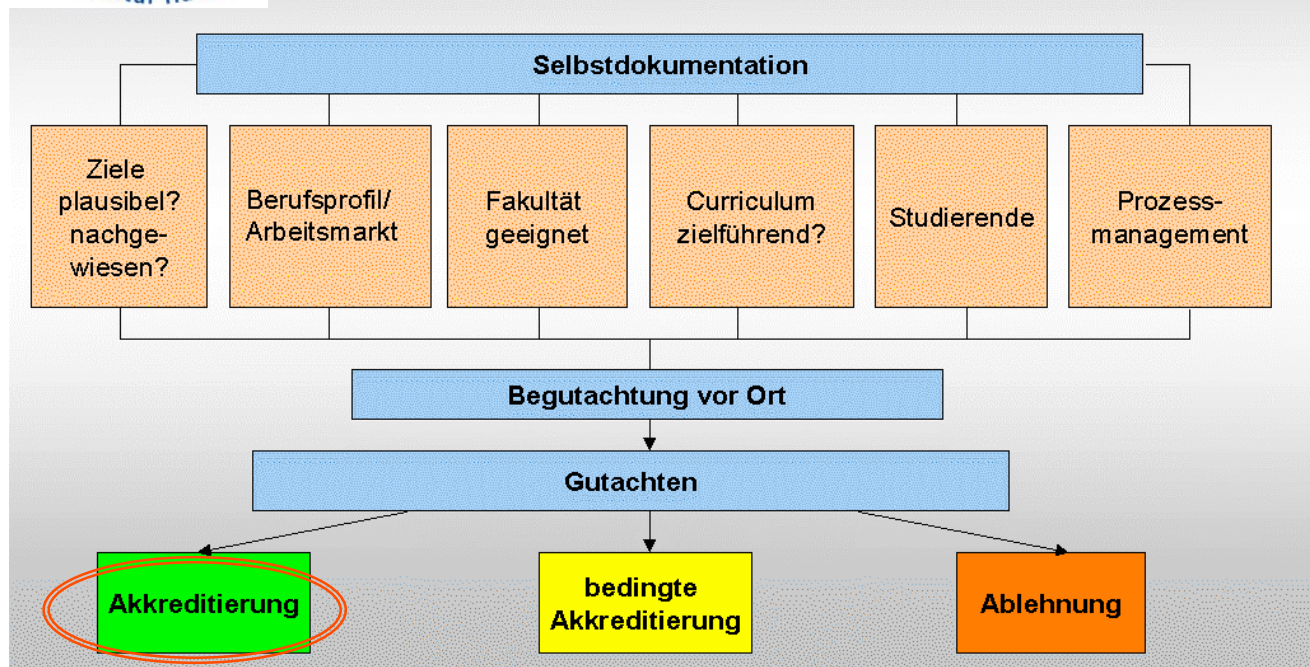 Selbstdokumentation
Ziele
plausibel?
nachge-
wiesen?
Berufsprofil/
Arbeitsmarkt
Fakultät
geeignet
Curriculum
zielführend?
Studierende
Prozess-
management
Begutachtung vor Ort
Gutachten
Akkreditierung
bedingte
Akkreditierung
Ablehnung